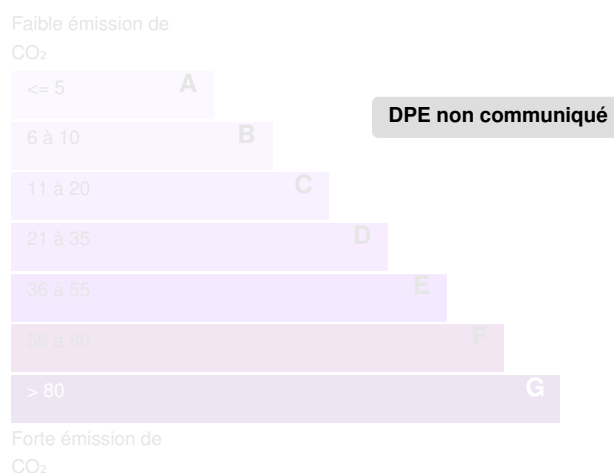 Faible émission de
CO₂
<= 5 A
DPE non communiqué
6 à 10 B
11 à 20 C
21 à 35 D
36 à 55 E
56 à 80 F
> 80 G
Forte émission de
CO₂